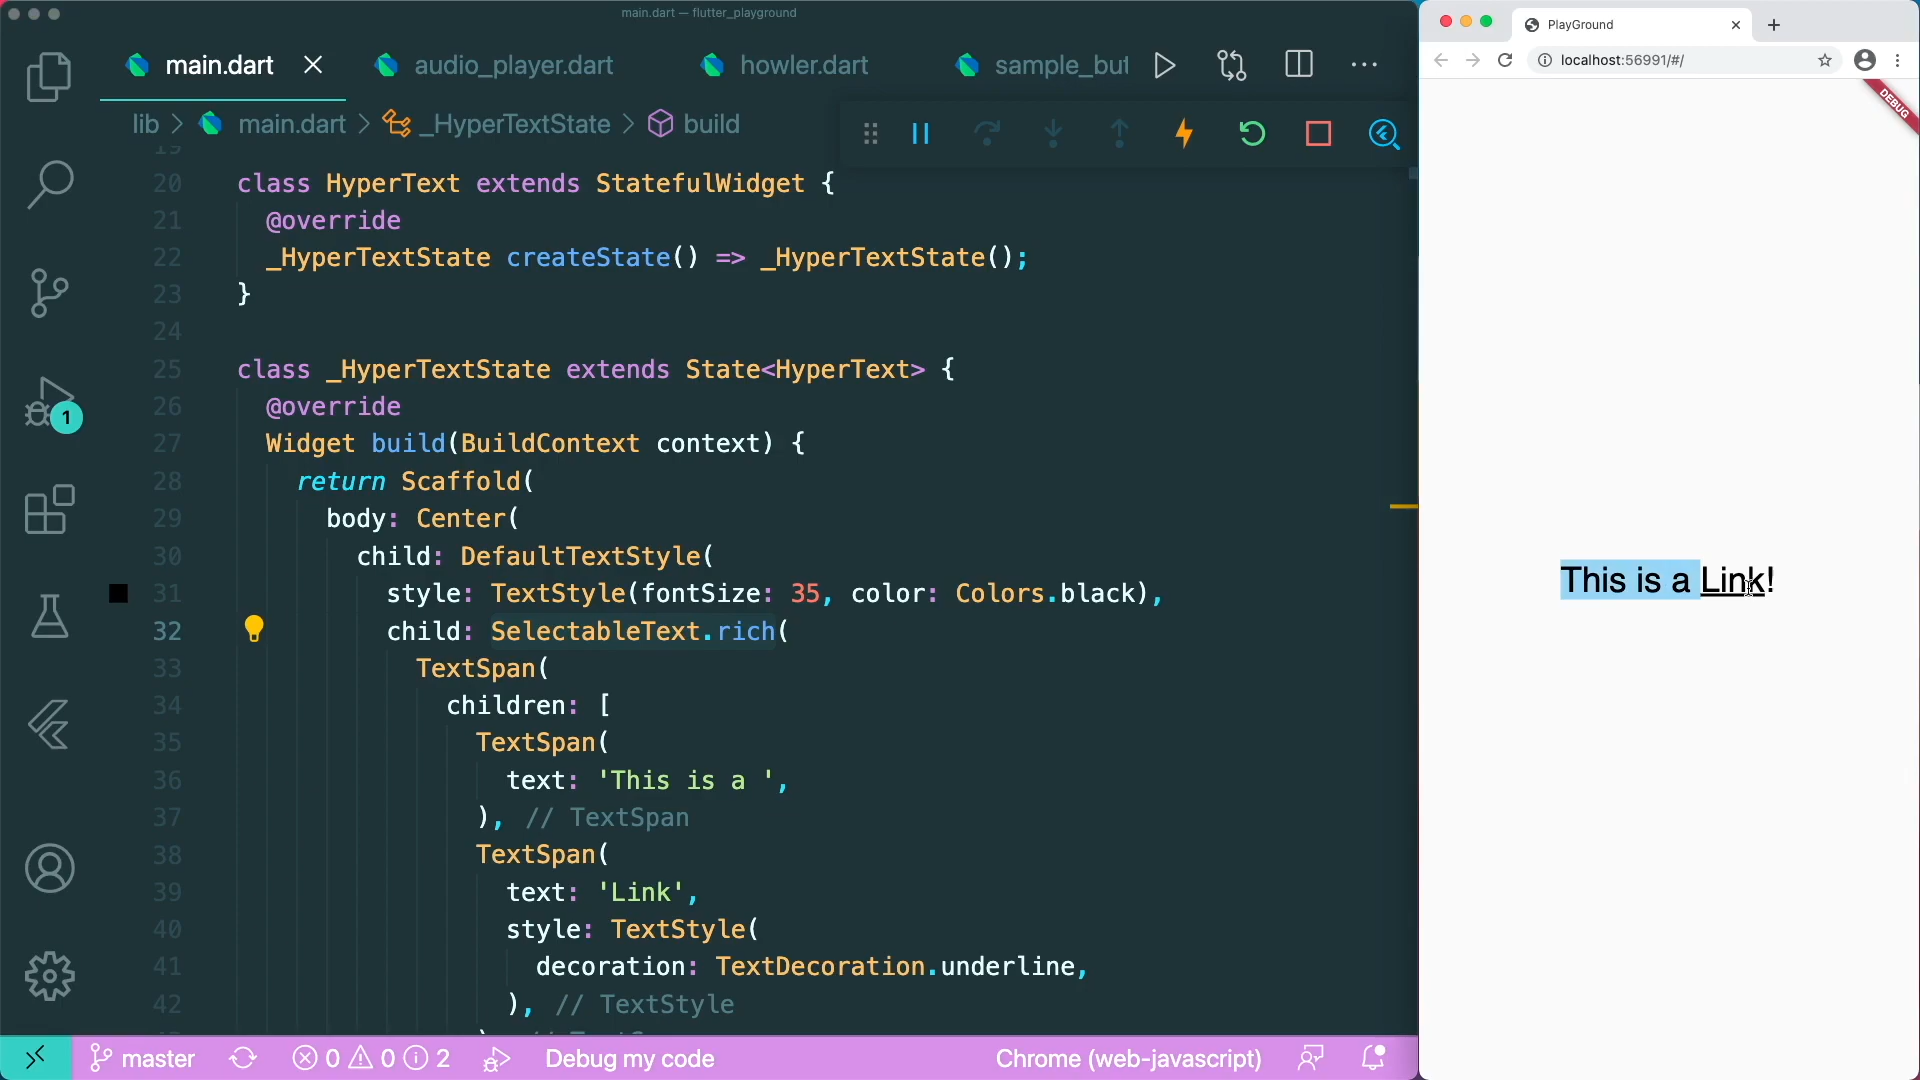 main.dart — flutter_playground
main.dart
audio_player.dart
howler.dart
sample_but
lib > main.dart > _HyperTextState > build
19
20 class HyperText extends StatefulWidget {
21 @override
22 _HyperTextState createState() => _HyperTextState();
23 }
24
25 class _HyperTextState extends State<HyperText> {
26 @override
27 Widget build(BuildContext context) {
28 return Scaffold(
29 body: Center(
30 child: DefaultTextStyle(
31 style: TextStyle(fontSize: 35, color: Colors.black),
32 child: SelectableText.rich(
33 TextSpan(
34 children: [
35 TextSpan(
36 text: 'This is a ',
37 ), // TextSpan
38 TextSpan(
39 text: 'Link',
40 style: TextStyle(
41 decoration: TextDecoration.underline,
42 ), // TextStyle
1
master
0 0 2
Debug my code
Chrome (web-javascript)
PlayGround
localhost:56991/#/
DEBUG
This is a Link!